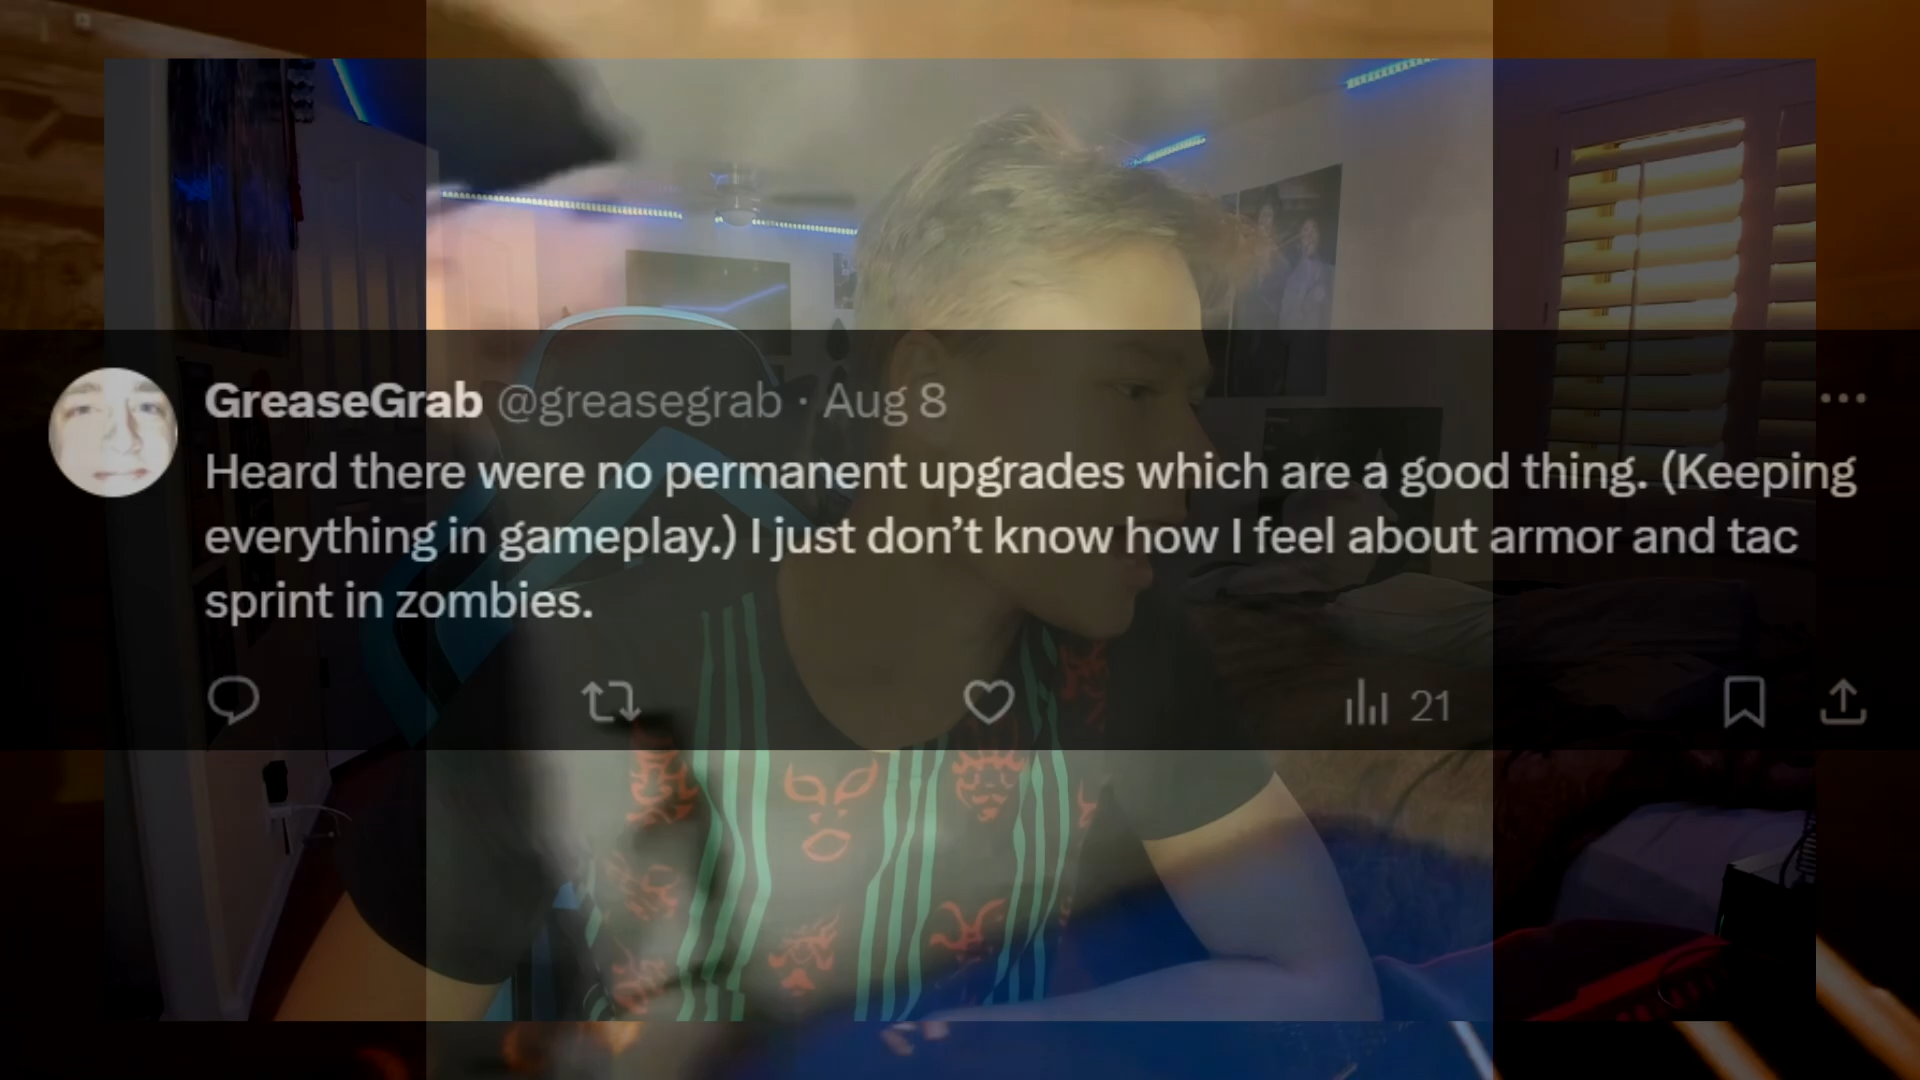 GreaseGrab @greasegrab · Aug 8
Heard there were no permanent upgrades which are a good thing. (Keeping
everything in gameplay.) I just don’t know how I feel about armor and tac
sprint in zombies.
21